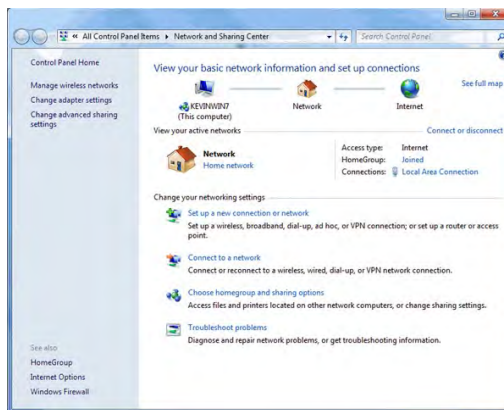 « All Control Panel Items ▸ Network and Sharing Center
Search Control Panel
Control Panel Home
Manage wireless networks
Change adapter settings
Change advanced sharing
settings
View your basic network information and set up connections
See full map
KEVINWIN7
(This computer)
Network
Internet
View your active networks
Connect or disconnect
Network
Home network
Access type: Internet
HomeGroup: Joined
Connections: Local Area Connection
Change your networking settings
Set up a new connection or network
Set up a wireless, broadband, dial-up, ad hoc, or VPN connection; or set up a router or access
point.
Connect to a network
Connect or reconnect to a wireless, wired, dial-up, or VPN network connection.
Choose homegroup and sharing options
Access files and printers located on other network computers, or change sharing settings.
Troubleshoot problems
Diagnose and repair network problems, or get troubleshooting information.
See also
HomeGroup
Internet Options
Windows Firewall